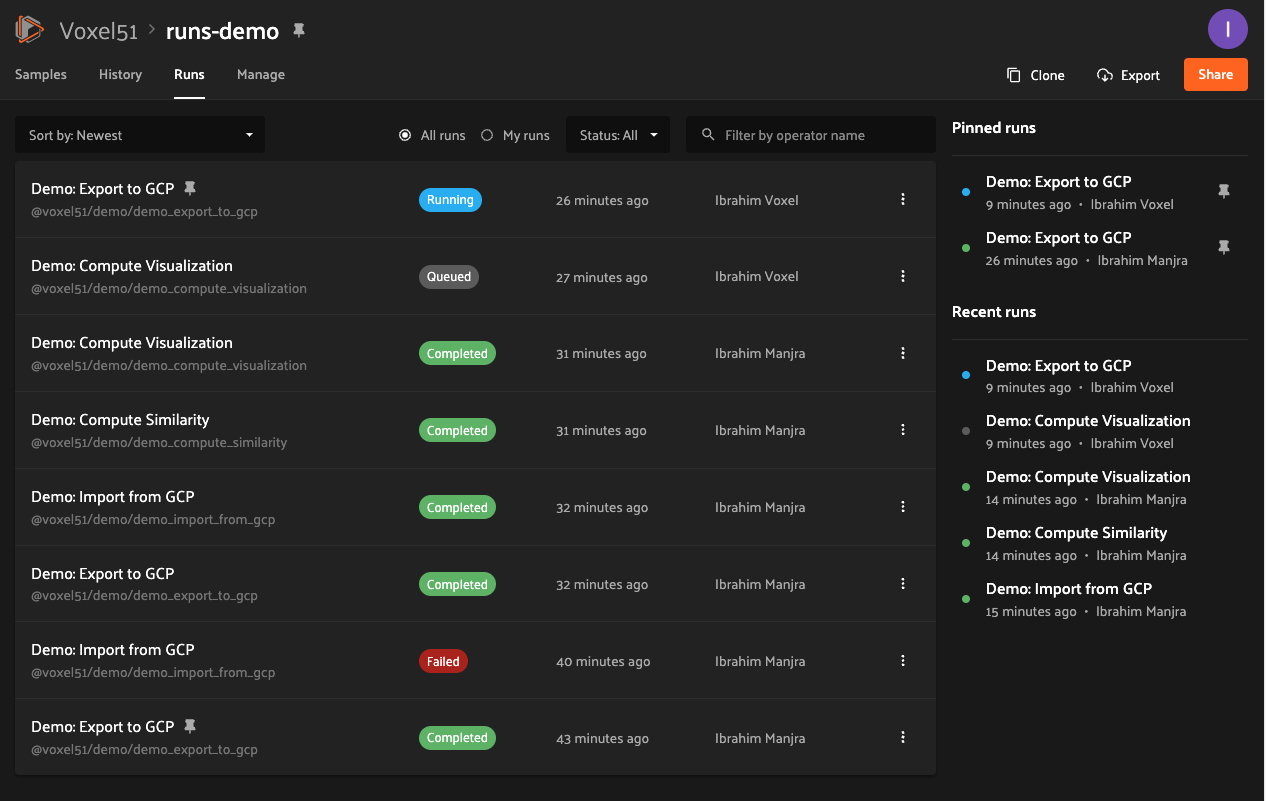 Voxel51 > runs-demo
I
Samples History Runs Manage
Clone Export Share
Sort by: Newest
All runs My runs
Status: All
Filter by operator name
Demo: Export to GCP Running 26 minutes ago Ibrahim Voxel
@voxel51/demo/demo_export_to_gcp
Demo: Compute Visualization Queued 27 minutes ago Ibrahim Voxel
@voxel51/demo/demo_compute_visualization
Demo: Compute Visualization Completed 31 minutes ago Ibrahim Manjra
@voxel51/demo/demo_compute_visualization
Demo: Compute Similarity Completed 31 minutes ago Ibrahim Manjra
@voxel51/demo/demo_compute_similarity
Demo: Import from GCP Completed 32 minutes ago Ibrahim Manjra
@voxel51/demo/demo_import_from_gcp
Demo: Export to GCP Completed 32 minutes ago Ibrahim Manjra
@voxel51/demo/demo_export_to_gcp
Demo: Import from GCP Failed 40 minutes ago Ibrahim Manjra
@voxel51/demo/demo_import_from_gcp
Demo: Export to GCP Completed 43 minutes ago Ibrahim Manjra
@voxel51/demo/demo_export_to_gcp
Pinned runs
Demo: Export to GCP
9 minutes ago • Ibrahim Voxel
Demo: Export to GCP
26 minutes ago • Ibrahim Manjra
Recent runs
Demo: Export to GCP
9 minutes ago • Ibrahim Voxel
Demo: Compute Visualization
9 minutes ago • Ibrahim Voxel
Demo: Compute Visualization
14 minutes ago • Ibrahim Manjra
Demo: Compute Similarity
14 minutes ago • Ibrahim Manjra
Demo: Import from GCP
15 minutes ago • Ibrahim Manjra